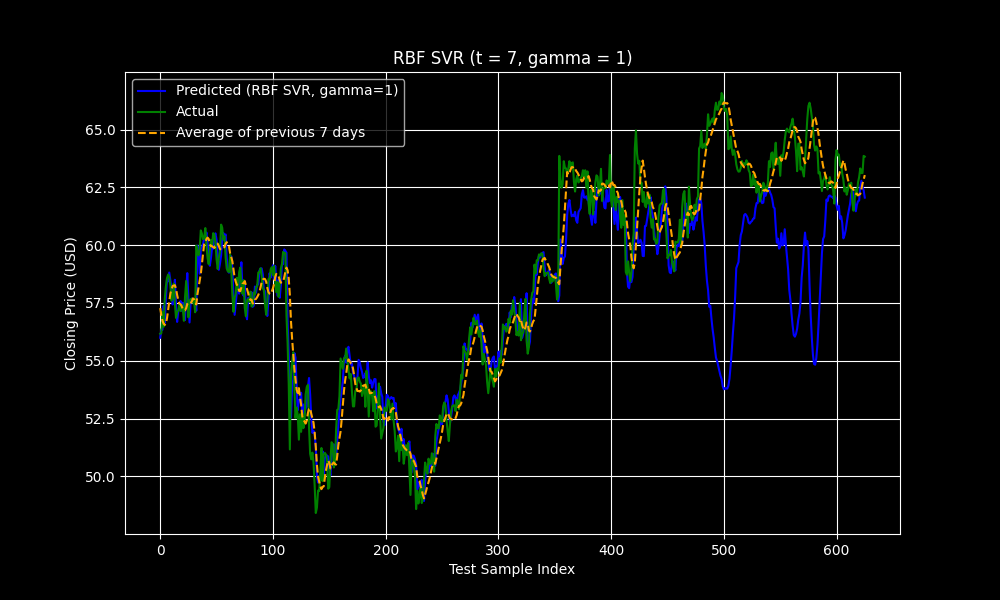 RBF SVR (t = 7, gamma = 1)
Predicted (RBF SVR, gamma=1)
Actual
Average of previous 7 days
Closing Price (USD)
65.0
62.5
60.0
57.5
55.0
52.5
50.0
0 100 200 300 400 500 600
Test Sample Index